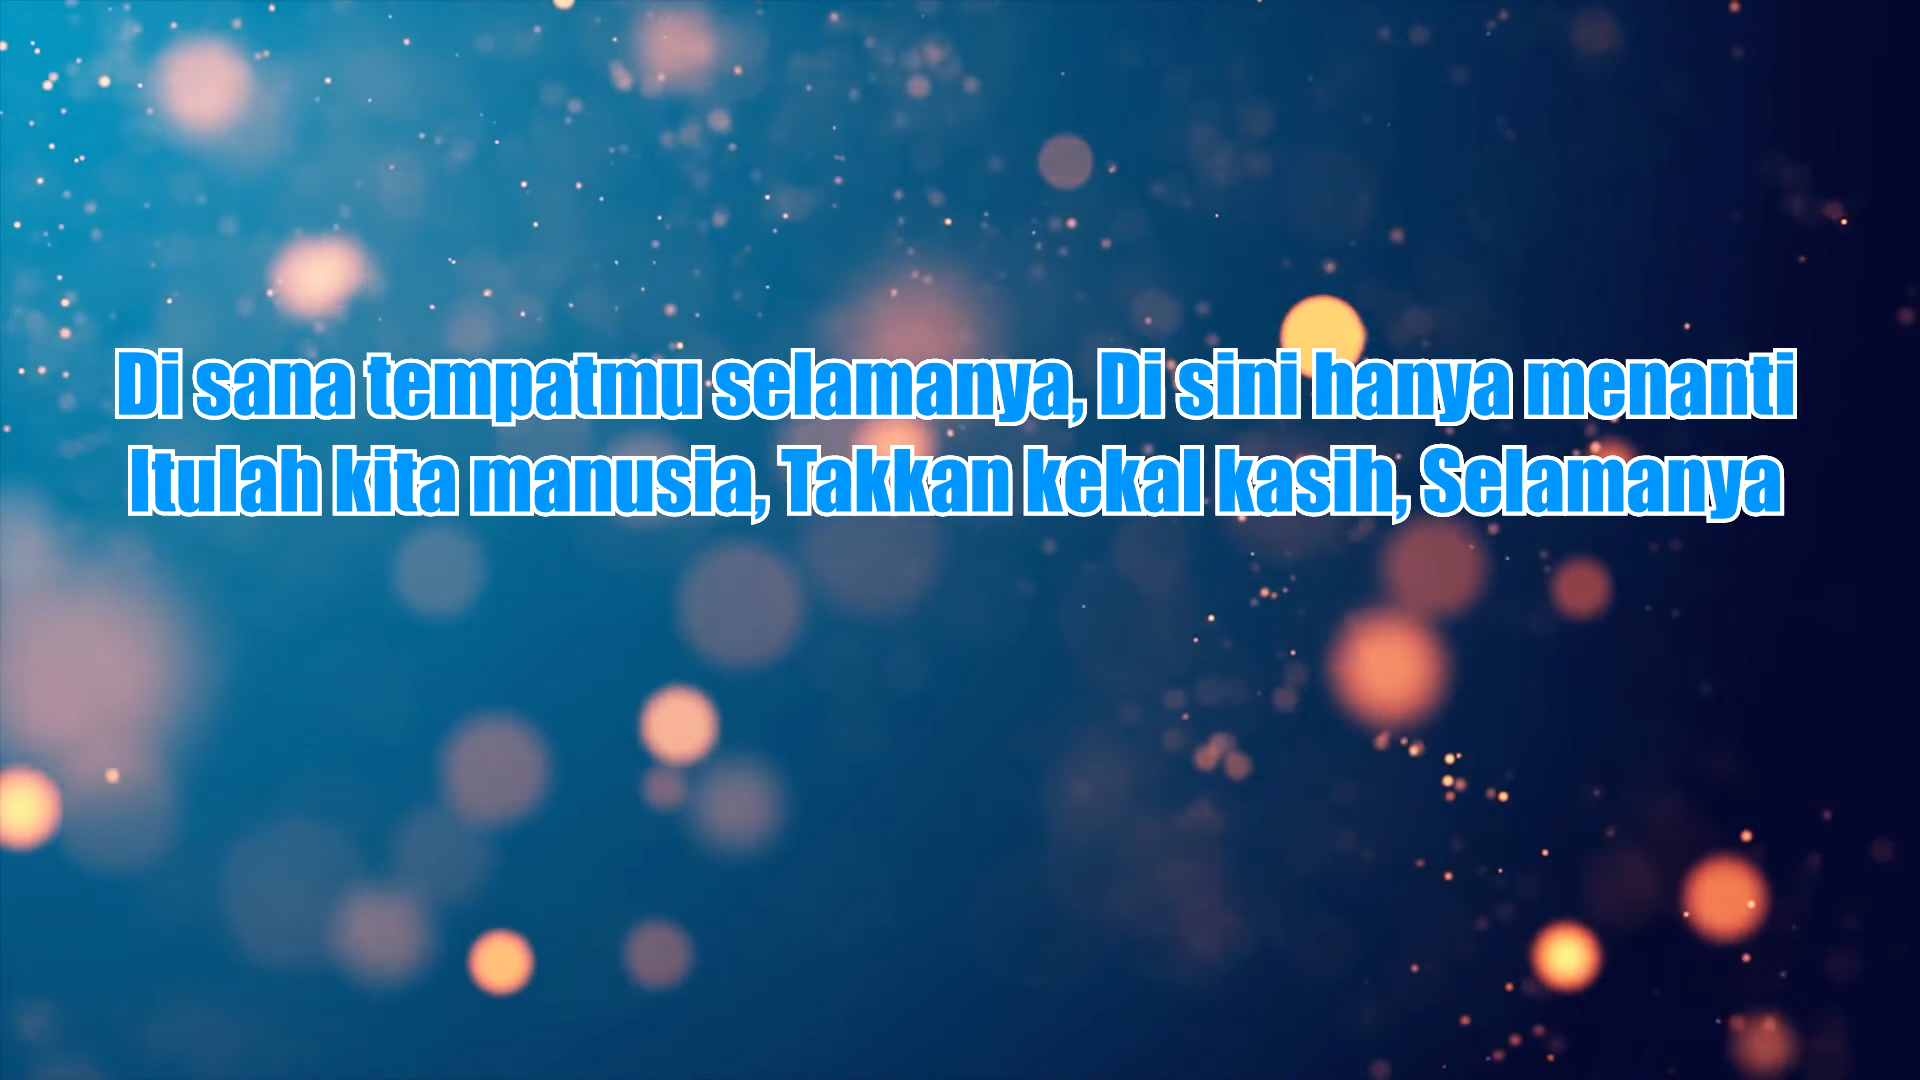 Di sana tempatmu selamanya, Di sini hanya menanti
Itulah kita manusia, Takkan kekal kasih, Selamanya